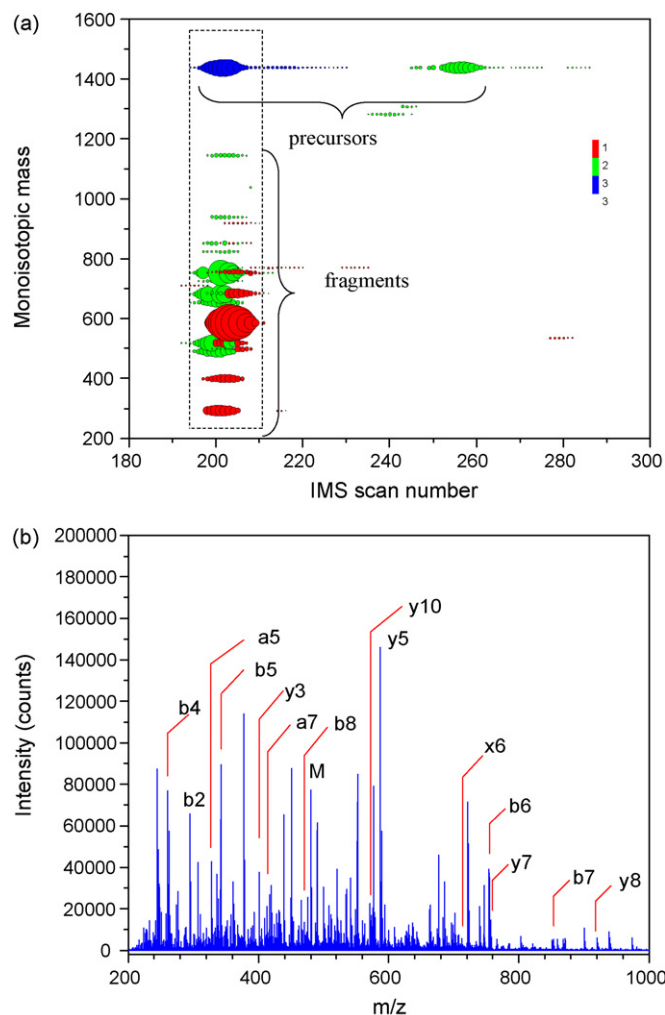 (a)
1600
1400
1200
1000
800
600
400
200
Monoisotopic mass
precursors
fragments
1
2
3
3
180 200 220 240 260 280 300
IMS scan number
(b)
200000
180000
160000
140000
120000
100000
80000
60000
40000
20000
0
Intensity (counts)
y10
a5
y5
b5
y3
b4
a7
b8
x6
M
b2
b6
y7
b7
y8
200 400 600 800 1000
m/z